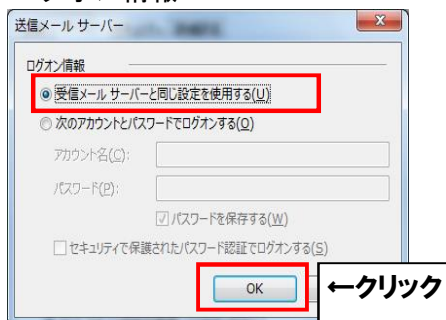 送信メール サーバー
ログオン情報
受信メール サーバーと同じ設定を使用する(U)
次のアカウントとパスワードでログオンする(O)
アカウント名(C):
パスワード(P):
パスワードを保存する(W)
セキュリティで保護されたパスワード認証でログオンする(S)
OK
←クリック